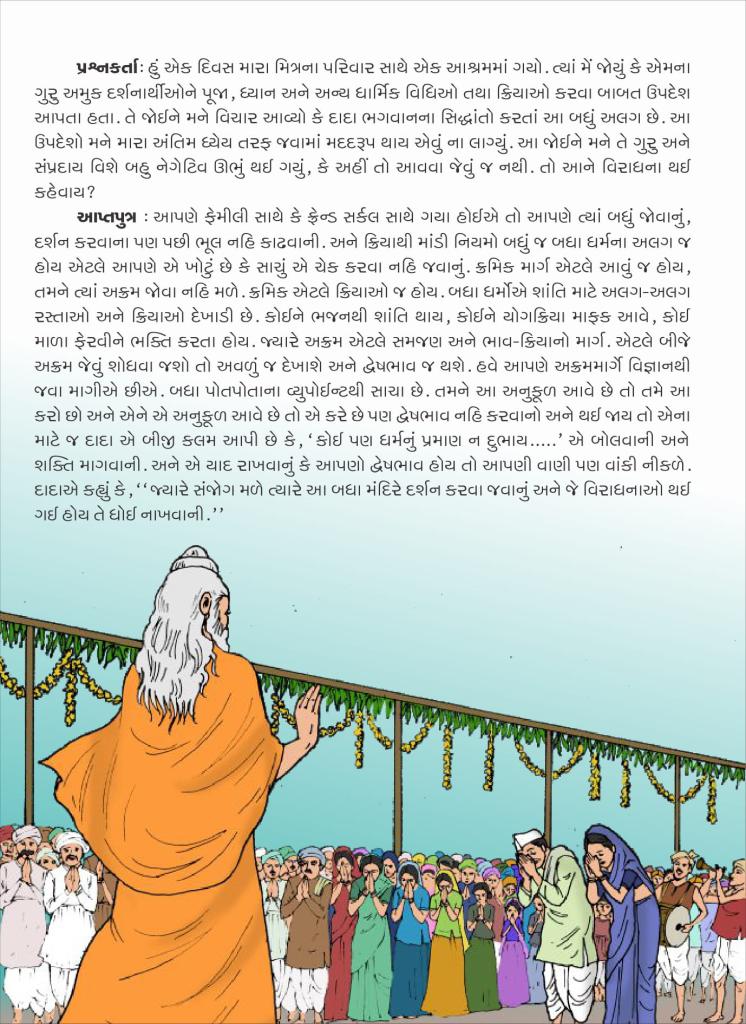 પ્રશ્નકર્તા: હું એક દિવસ મારા મિત્રના પરિવાર સાથે એક આશ્રમમાં ગયો. ત્યાં મેં જોયું કે એમના
ગુરુ અમુક દર્શનાર્થીઓને પૂજા, ધ્યાન અને અન્ય ધાર્મિક વિધિઓ તથા ક્રિયાઓ કરવા બાબત ઉપદેશ
આપતા હતા. તે જોઈને મને વિચાર આવ્યો કે દાદા ભગવાનના સિદ્ધાંતો કરતાં આ બધું અલગ છે. આ
ઉપદેશો મને મારા અંતિમ ધ્યેય તરફ જવામાં મદદરૂપ થાય એવું ના લાગ્યું. આ જોઈને મને તે ગુરુ અને
સંપ્રદાય વિશે બહુ નેગેટિવ ઊભું થઈ ગયું, કે અહીં તો આવવા જેવું જ નથી. તો આને વિરાધના થઈ
કહેવાય?
આપ્તપુત્ર : આપણે ફેમીલી સાથે કે ફ્રેન્ડ સર્કલ સાથે ગયા હોઈએ તો આપણે ત્યાં બધું જોવાનું,
દર્શન કરવાના પણ પછી ભૂલ નહિ કાઢવાની. અને ક્રિયાથી માંડી નિયમો બધું જ બધા ધર્મના અલગ જ
હોય એટલે આપણે એ ખોટું છે કે સાચું એ ચેક કરવા નહિ જવાનું. ક્રમિક માર્ગ એટલે આવું જ હોય,
તમને ત્યાં અક્રમ જોવા નહિ મળે. ક્રમિક એટલે ક્રિયાઓ જ હોય. બધા ધર્મોએ શાંતિ માટે અલગ-અલગ
રસ્તાઓ અને ક્રિયાઓ દેખાડી છે. કોઈને ભજનથી શાંતિ થાય, કોઈને યોગક્રિયા માફક આવે, કોઈ
માળા ફેરવીને ભક્તિ કરતા હોય. જ્યારે અક્રમ એટલે સમજણ અને ભાવ-ક્રિયાનો માર્ગ. એટલે બીજે
અક્રમ જેવું શોધવા જશો તો અવળું જ દેખાશે અને દ્વેષભાવ જ થશે. હવે આપણે અક્રમમાર્ગે વિજ્ઞાનથી
જવા માગીએ છીએ. બધા પોતપોતાના વ્યુપોઈન્ટથી સાચા છે. તમને આ અનુકૂળ આવે છે તો તમે આ
કરો છો અને એને એ અનુકૂળ આવે છે તો એ કરે છે પણ દ્વેષભાવ નહિ કરવાનો અને થઈ જાય તો એના
માટે જ દાદા એ બીજી કલમ આપી છે કે, ‘કોઈ પણ ધર્મનું પ્રમાણ ન દુભાય.....’ એ બોલવાની અને
શક્તિ માગવાની. અને એ યાદ રાખવાનું કે આપણો દ્વેષભાવ હોય તો આપણી વાણી પણ વાંકી નીકળે.
દાદાએ કહ્યું કે, ‘‘જ્યારે સંજોગ મળે ત્યારે આ બધા મંદિરે દર્શન કરવા જવાનું અને જે વિરાધનાઓ થઈ
ગઈ હોય તે ધોઈ નાખવાની.’’